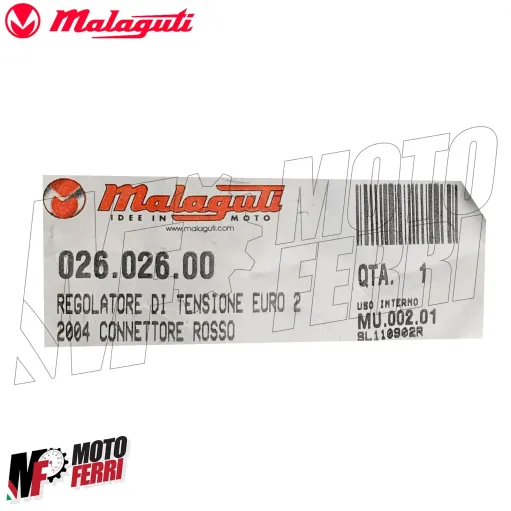 Malaguti
Malaguti
IDEE IN MOTO
www.malaguti.com
026.026.00
REGOLATORE DI TENSIONE EURO 2
2004 CONNETTORE ROSSO
QTA. 1
USO INTERNO
MU.002.01
BL110902R
MOTO
FERRI
MF
MOTO
FERRI